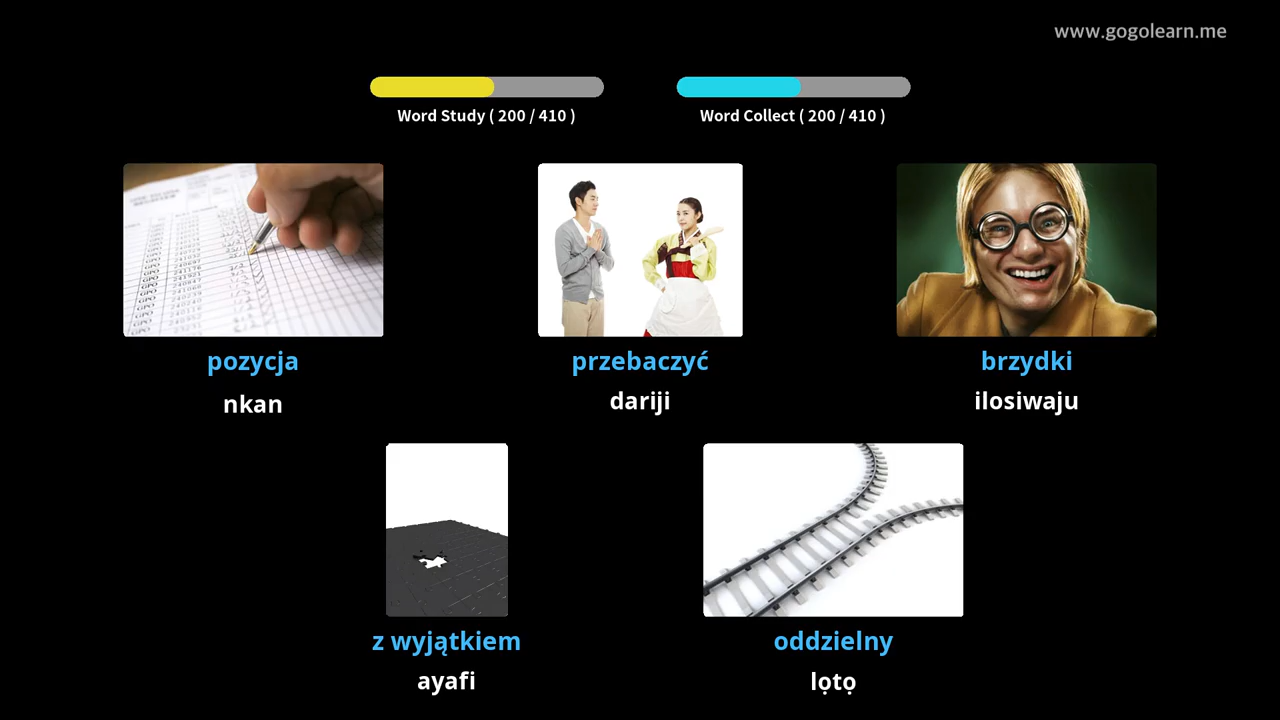 www.gogolearn.me
Word Study ( 200 / 410 )
Word Collect ( 200 / 410 )
pozycja
przebaczyć
brzydki
nkan
dariji
ilosiwaju
z wyjątkiem
oddzielny
ayafi
lọtọ